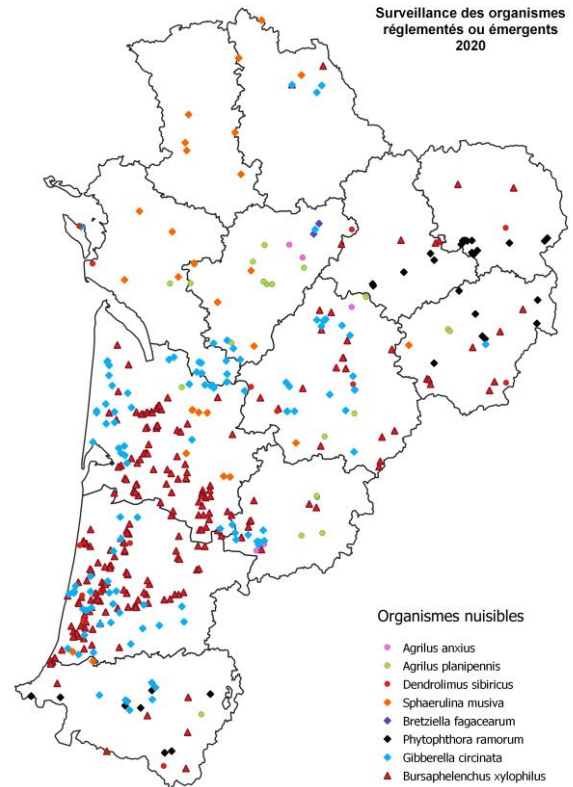 Surveillance des organismes
réglementés ou émergents
2020
Organismes nuisibles
Agrilus anxius
Agrilus planipennis
Dendrolimus sibiricus
Sphaerulina musiva
Bretziella fagacearum
Phytophthora ramorum
Gibberella circinata
Bursaphelenchus xylophilus